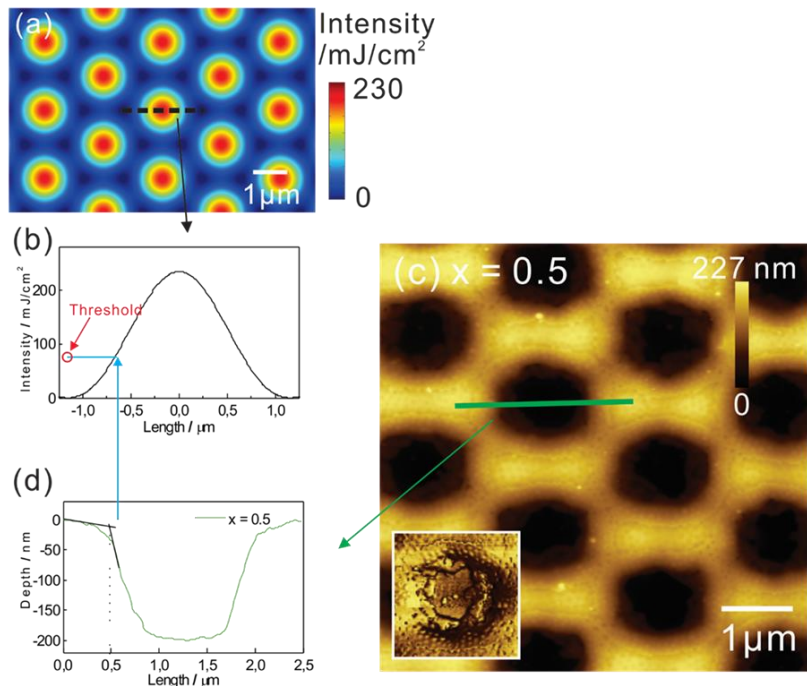 (a)
Intensity
/mJ/cm²
230
0
1μm
(b)
Intensity / mJ/cm²
200
100
0
Threshold
-1,0 -0,5 0,0 0,5 1,0
Length / μm
(c) x = 0.5
227 nm
0
1μm
(d)
Depth / nm
0
-50
-100
-150
-200
x = 0.5
0,0 0,5 1,0 1,5 2,0 2,5
Length / μm